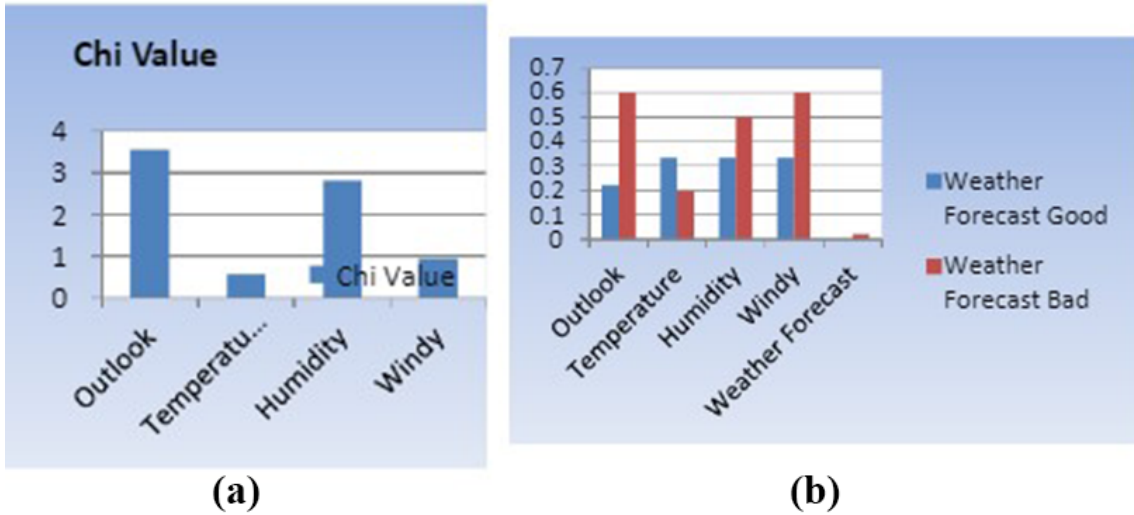 Chi Value
4
3
2
1
0
Chi Value
Outlook
Temperatu...
Humidity
Windy
(a)
0.7
0.6
0.5
0.4
0.3
0.2
0.1
0
Outlook
Temperature
Humidity
Windy
Weather Forecast
Weather
Forecast Good
Weather
Forecast Bad
(b)